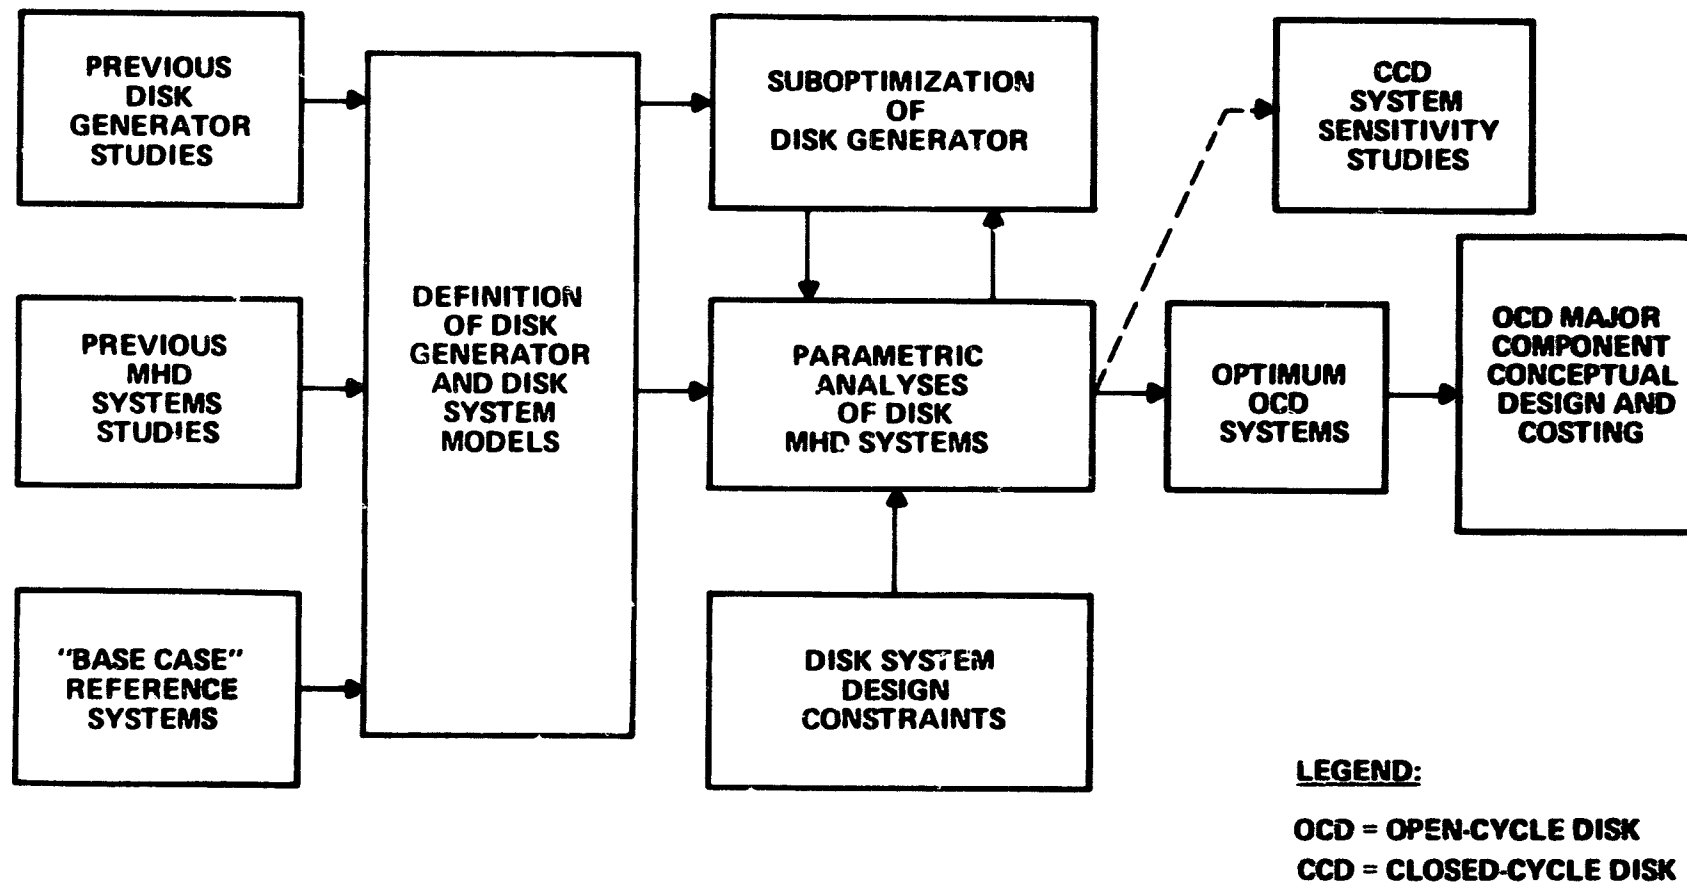 PREVIOUS
DISK
GENERATOR
STUDIES
PREVIOUS
MHD
SYSTEMS
STUDIES
"BASE CASE"
REFERENCE
SYSTEMS
DEFINITION
OF DISK
GENERATOR
AND DISK
SYSTEM
MODELS
SUBOPTIMIZATION
OF
DISK GENERATOR
PARAMETRIC
ANALYSES
OF DISK
MHD SYSTEMS
DISK SYSTEM
DESIGN
CONSTRAINTS
CCD
SYSTEM
SENSITIVITY
STUDIES
OPTIMUM
OCD
SYSTEMS
OCD MAJOR
COMPONENT
CONCEPTUAL
DESIGN AND
COSTING
LEGEND:
OCD = OPEN-CYCLE DISK
CCD = CLOSED-CYCLE DISK